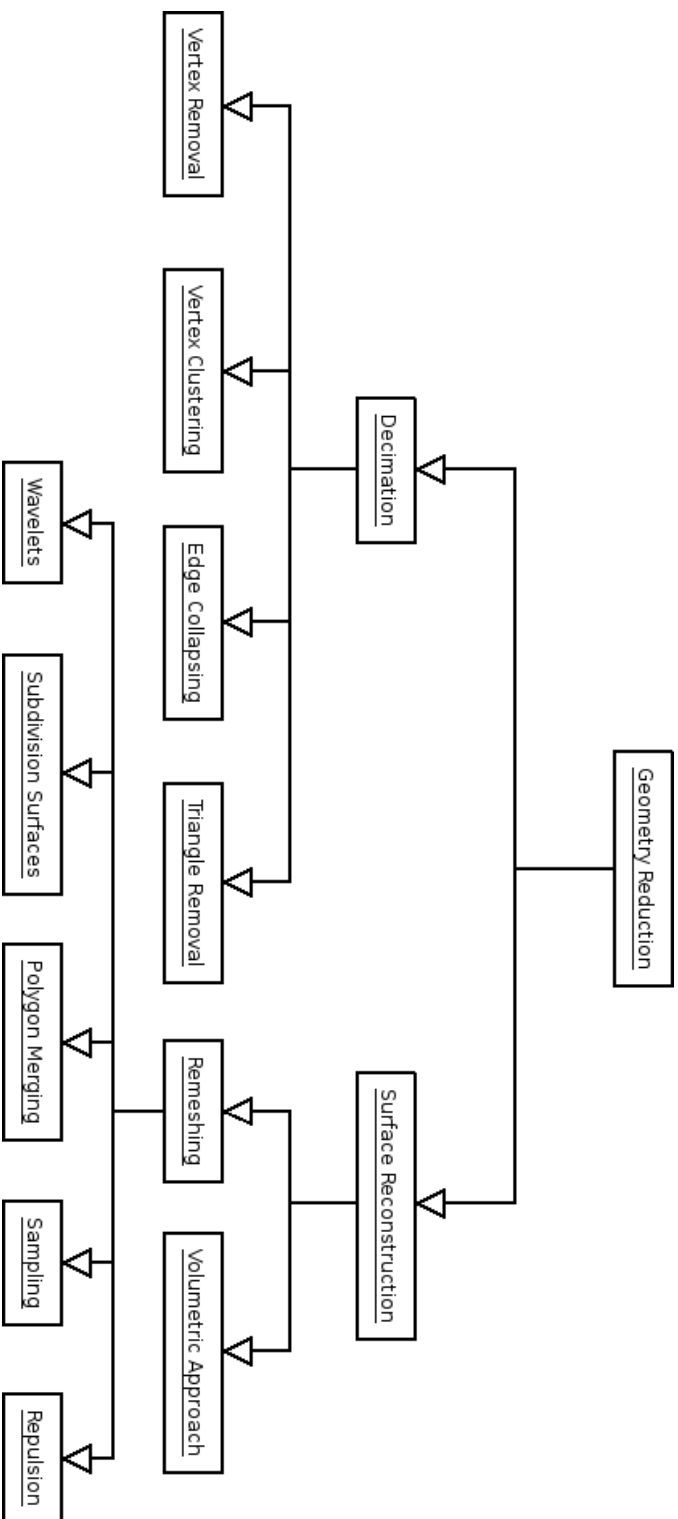 Geometry Reduction
Decimation
Surface Reconstruction
Vertex Removal
Vertex Clustering
Edge Collapsing
Triangle Removal
Remeshing
Volumetric Approach
Wavelets
Subdivision Surfaces
Polygon Merging
Sampling
Repulsion